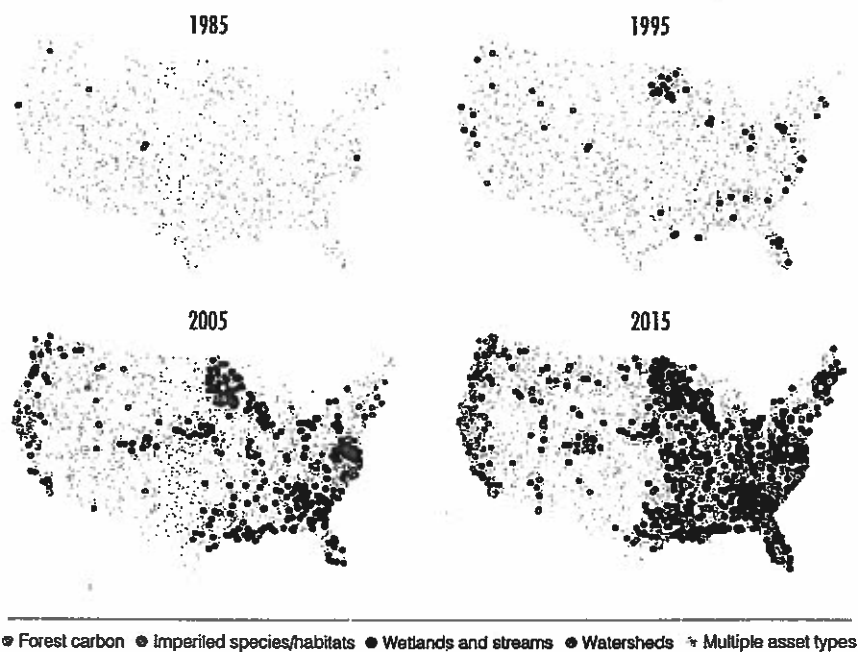 1985
1995
2005
2015
Forest carbon Imperiled species/habitats Wetlands and streams Watersheds Multiple asset types